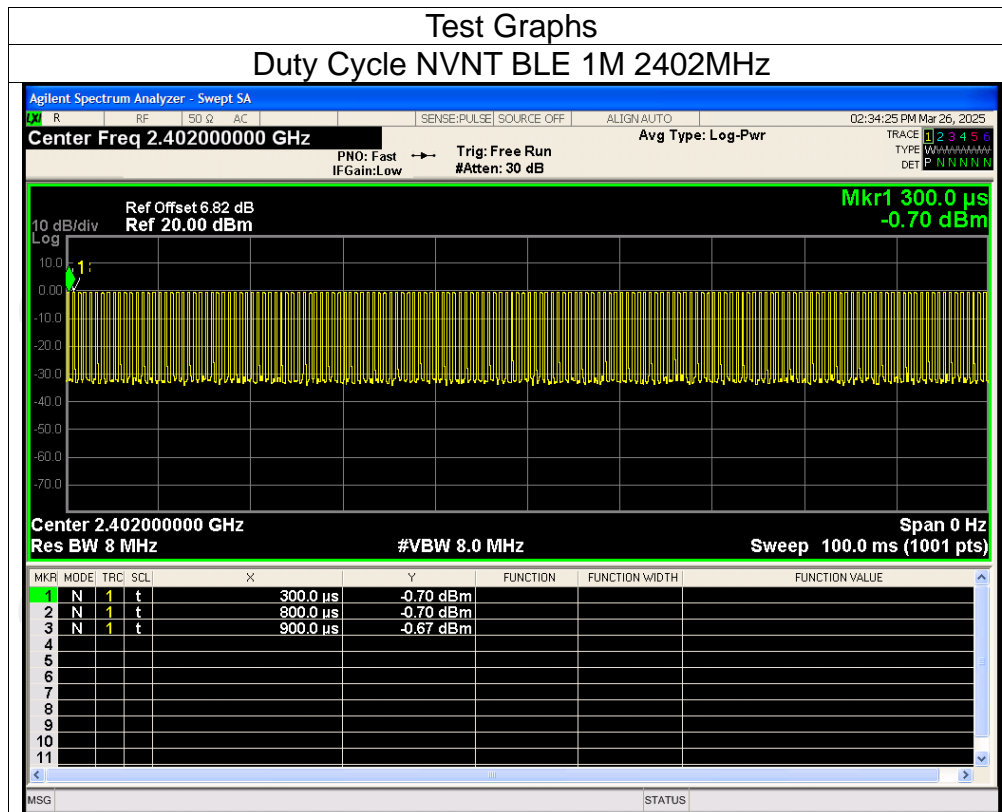 Test Graphs
Duty Cycle NVNT BLE 1M 2402MHz
Agilent Spectrum Analyzer - Swept SA
LXI R RF 50 Ω AC SENSE:PULSE SOURCE OFF ALIGN AUTO 02:34:25 PM Mar 26, 2025
Center Freq 2.402000000 GHz Avg Type: Log-Pwr TRACE 1 2 3 4 5 6
PNO: Fast Trig: Free Run TYPE WWWWWW
IFGain:Low #Atten: 30 dB DET P N N N N N
Mkr1 300.0 µs
Ref Offset 6.82 dB
-0.70 dBm
10 dB/div Ref 20.00 dBm
Log
10.0
1
0.00
-10.0
-20.0
-30.0
-40.0
-50.0
-60.0
-70.0
Center 2.402000000 GHz Span 0 Hz
Res BW 8 MHz #VBW 8.0 MHz Sweep 100.0 ms (1001 pts)
MKR MODE TRC SCL X Y FUNCTION FUNCTION WIDTH FUNCTION VALUE
1 N 1 t 300.0 µs -0.70 dBm
2 N 1 t 800.0 µs -0.70 dBm
3 N 1 t 900.0 µs -0.67 dBm
4
5
6
7
8
9
10
11
MSG STATUS